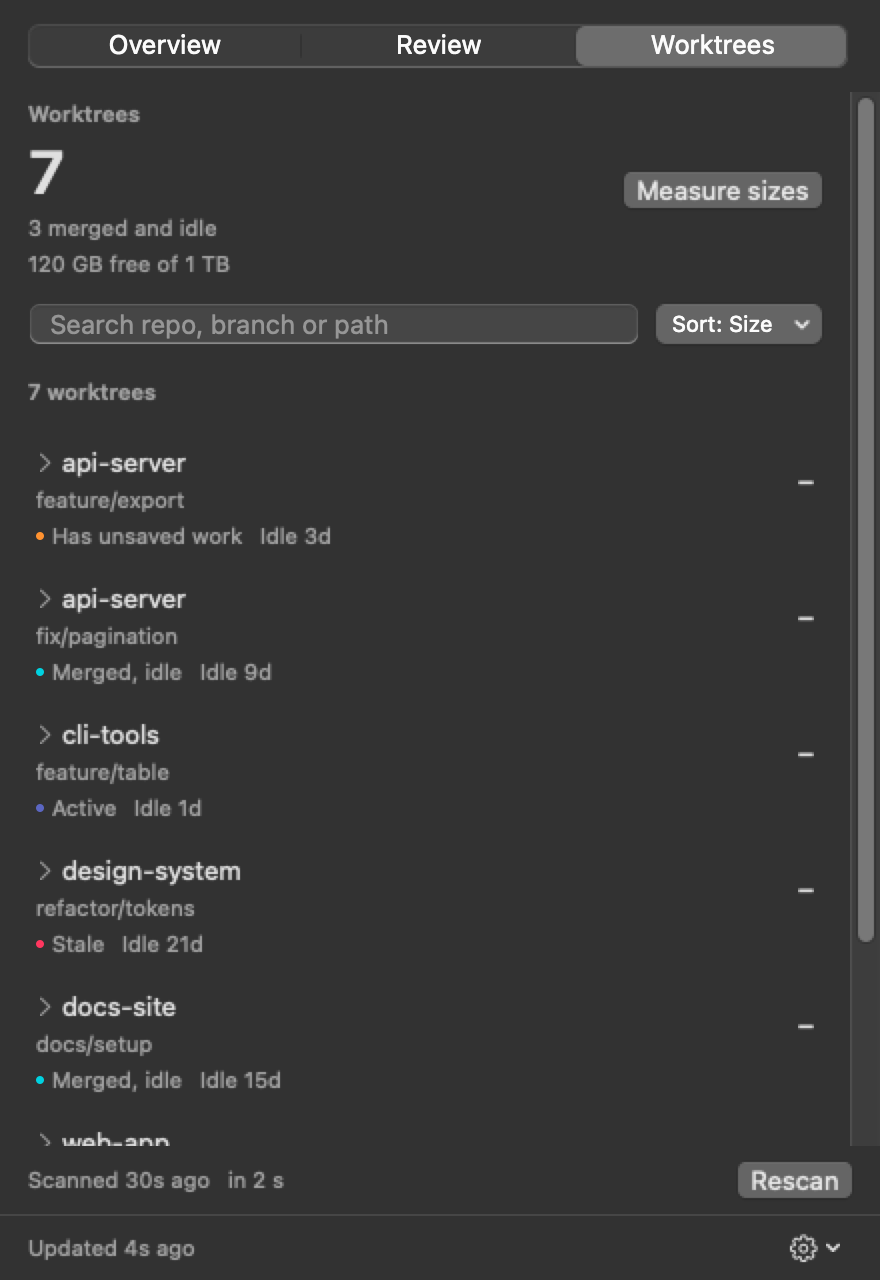 Overview Review Worktrees
Worktrees
7
Measure sizes
3 merged and idle
120 GB free of 1 TB
Search repo, branch or path
Sort: Size
7 worktrees
api-server
–
feature/export
Has unsaved work Idle 3d
api-server
–
fix/pagination
Merged, idle Idle 9d
cli-tools
–
feature/table
Active Idle 1d
design-system
–
refactor/tokens
Stale Idle 21d
docs-site
–
docs/setup
Merged, idle Idle 15d
web-app
Scanned 30s ago in 2 s
Rescan
Updated 4s ago